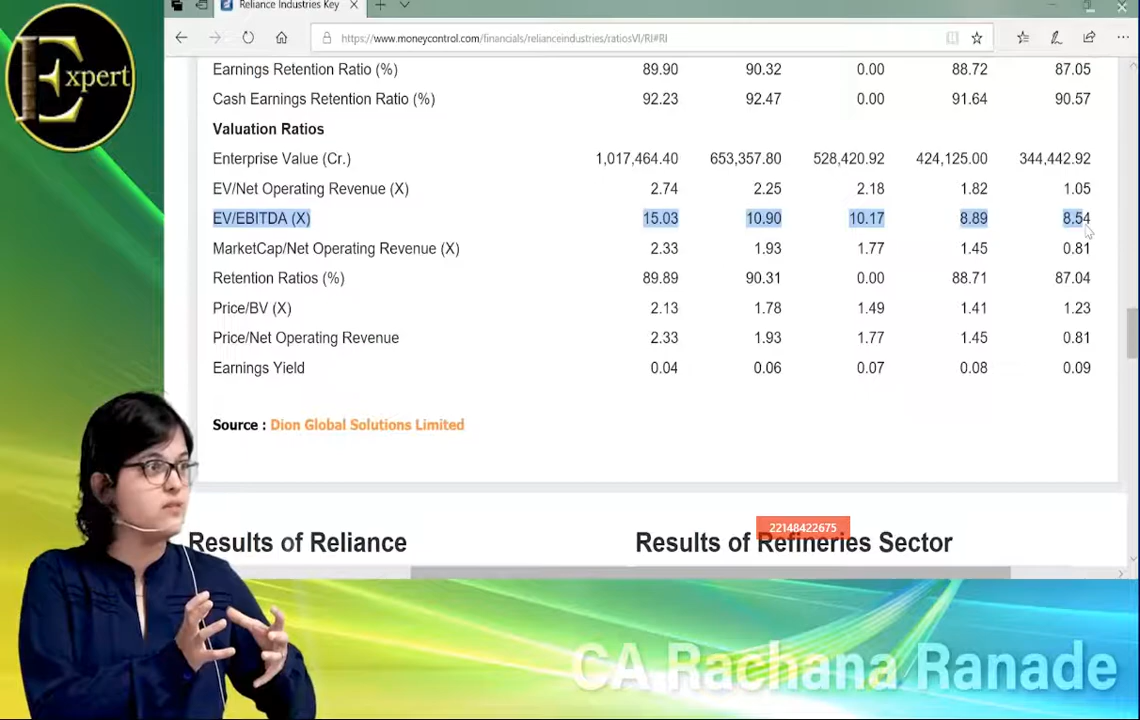 Reliance Industries Key
Expert
https://www.moneycontrol.com/financials/relianceindustries/ratiosVI/RI#RI
Earnings Retention Ratio (%) 89.90 90.32 0.00 88.72 87.05
Cash Earnings Retention Ratio (%) 92.23 92.47 0.00 91.64 90.57
Valuation Ratios
Enterprise Value (Cr.) 1,017,464.40 653,357.80 528,420.92 424,125.00 344,442.92
EV/Net Operating Revenue (X) 2.74 2.25 2.18 1.82 1.05
EV/EBITDA (X) 15.03 10.90 10.17 8.89 8.54
MarketCap/Net Operating Revenue (X) 2.33 1.93 1.77 1.45 0.81
Retention Ratios (%) 89.89 90.31 0.00 88.71 87.04
Price/BV (X) 2.13 1.78 1.49 1.41 1.23
Price/Net Operating Revenue 2.33 1.93 1.77 1.45 0.81
Earnings Yield 0.04 0.06 0.07 0.08 0.09
Source : Dion Global Solutions Limited
22148422675
Results of Reliance Results of Refineries Sector
CA Rachana Ranade